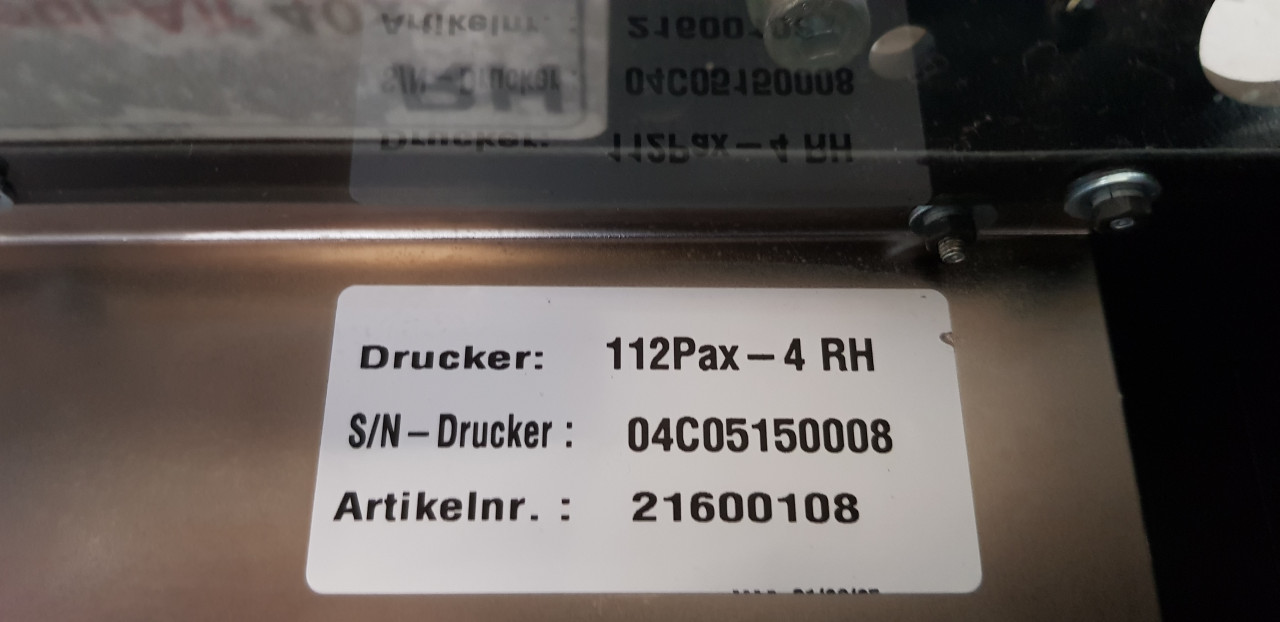 Drucker: 112Pax-4 RH
S/N-Drucker: 04C05150008
Artikelnr.: 21600108